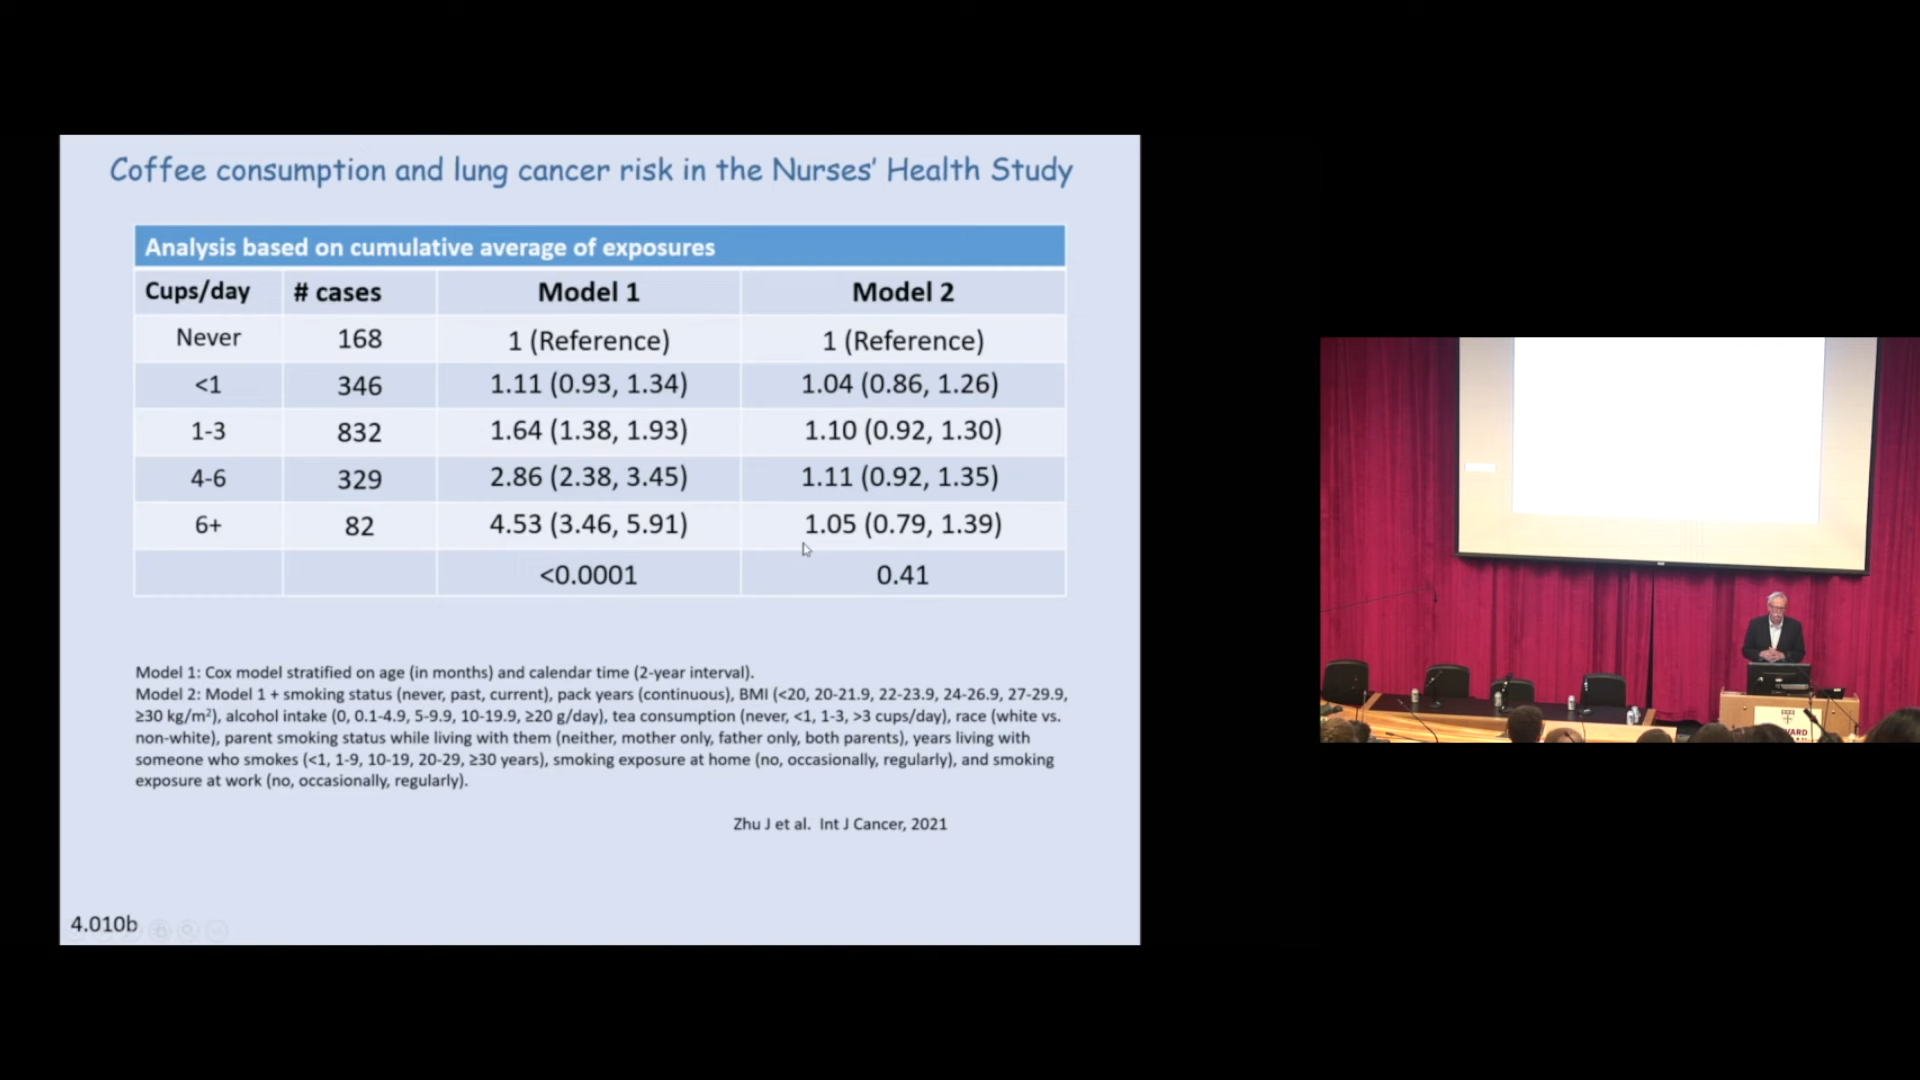 Coffee consumption and lung cancer risk in the Nurses' Health Study
Analysis based on cumulative average of exposures
Cups/day # cases Model 1 Model 2
Never 168 1 (Reference) 1 (Reference)
<1 346 1.11 (0.93, 1.34) 1.04 (0.86, 1.26)
1-3 832 1.64 (1.38, 1.93) 1.10 (0.92, 1.30)
4-6 329 2.86 (2.38, 3.45) 1.11 (0.92, 1.35)
6+ 82 4.53 (3.46, 5.91) 1.05 (0.79, 1.39)
<0.0001 0.41
Model 1: Cox model stratified on age (in months) and calendar time (2-year interval).
Model 2: Model 1 + smoking status (never, past, current), pack years (continuous), BMI (<20, 20-21.9, 22-23.9, 24-26.9, 27-29.9,
≥30 kg/m²), alcohol intake (0, 0.1-4.9, 5-9.9, 10-19.9, ≥20 g/day), tea consumption (never, <1, 1-3, >3 cups/day), race (white vs.
non-white), parent smoking status while living with them (neither, mother only, father only, both parents), years living with
someone who smokes (<1, 1-9, 10-19, 20-29, ≥30 years), smoking exposure at home (no, occasionally, regularly), and smoking
exposure at work (no, occasionally, regularly).
Zhu J et al. Int J Cancer, 2021
4.010b